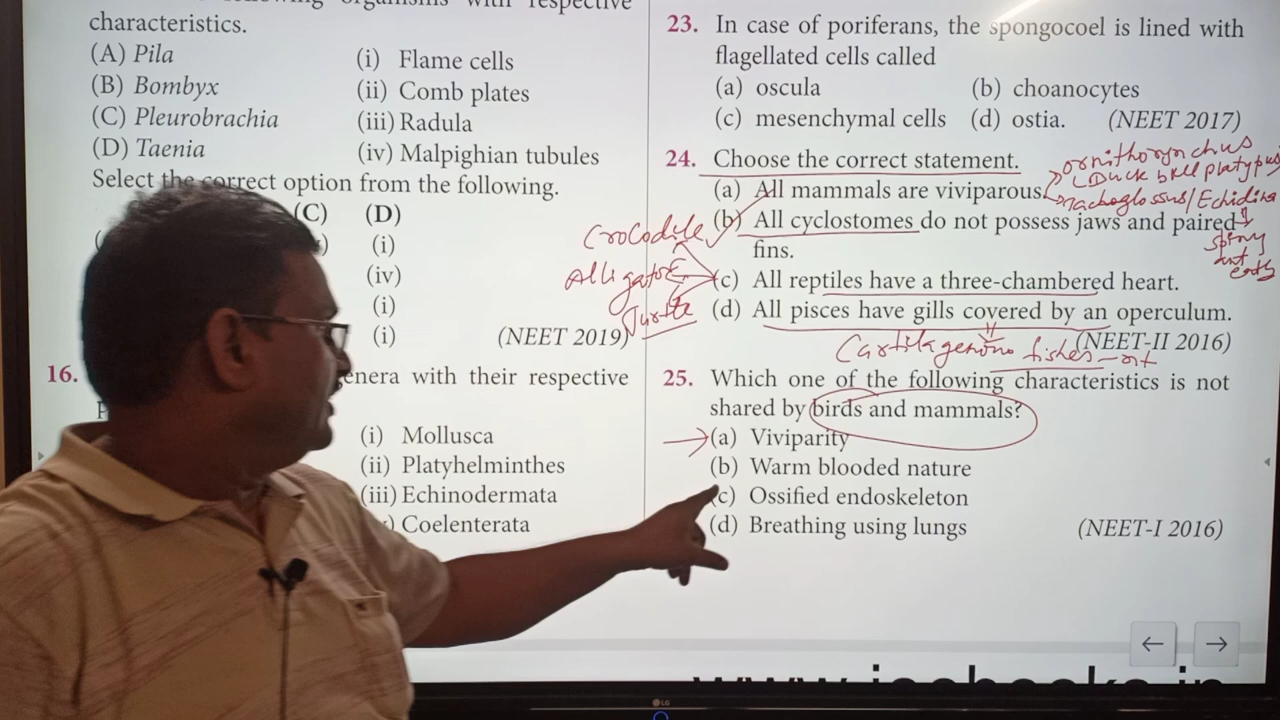 characteristics.
(A) Pila (i) Flame cells
(B) Bombyx (ii) Comb plates
(C) Pleurobrachia (iii) Radula
(D) Taenia (iv) Malpighian tubules
Select the correct option from the following.
(C) (D)
(i)
(iv)
(i)
(i) (NEET 2019)
16. genera with their respective
(i) Mollusca
(ii) Platyhelminthes
(iii) Echinodermata
Coelenterata
23. In case of poriferans, the spongocoel is lined with
flagellated cells called
(a) oscula (b) choanocytes
(c) mesenchymal cells (d) ostia. (NEET 2017)
24. Choose the correct statement.
(a) All mammals are viviparous.
(b) All cyclostomes do not possess jaws and paired
fins.
(c) All reptiles have a three-chambered heart.
(d) All pisces have gills covered by an operculum.
(NEET-II 2016)
Ornithorynchus
Duck bill platypus
Tachoglossus/Echidna
spiny
ant
Crocodile
Alligator
Turtle
Cartilagenous fishes
25. Which one of the following characteristics is not
shared by birds and mammals?
(a) Viviparity
(b) Warm blooded nature
(c) Ossified endoskeleton
(d) Breathing using lungs (NEET-I 2016)
LG